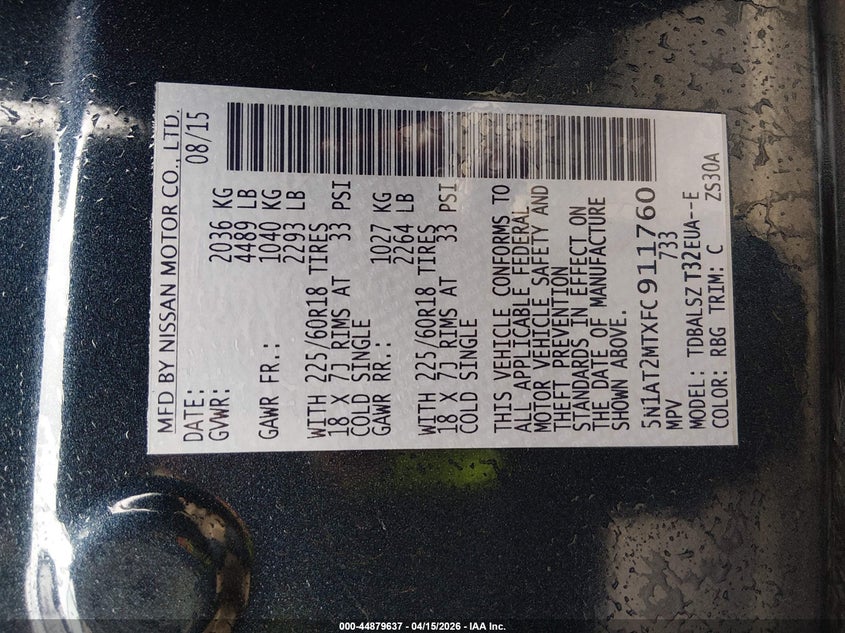 MFD BY NISSAN MOTOR CO., LTD.
DATE: 08/15
GVWR: 2036 KG
4489 LB
GAWR FR.: 1040 KG
2293 LB
WITH 225/60R18 TIRES
18 X 7J RIMS AT 33 PSI
COLD SINGLE
GAWR RR.: 1027 KG
2264 LB
WITH 225/60R18 TIRES
18 X 7J RIMS AT 33 PSI
COLD SINGLE
THIS VEHICLE CONFORMS TO
ALL APPLICABLE FEDERAL
MOTOR VEHICLE SAFETY AND
THEFT PREVENTION
STANDARDS IN EFFECT ON
THE DATE OF MANUFACTURE
SHOWN ABOVE.
5N1AT2MTXFC911760
MPV 733
MODEL: TDBALSZ T32EUA--E
COLOR: RBG TRIM: C ZS30A
000-44879637 - 04/15/2026 - IAA Inc.